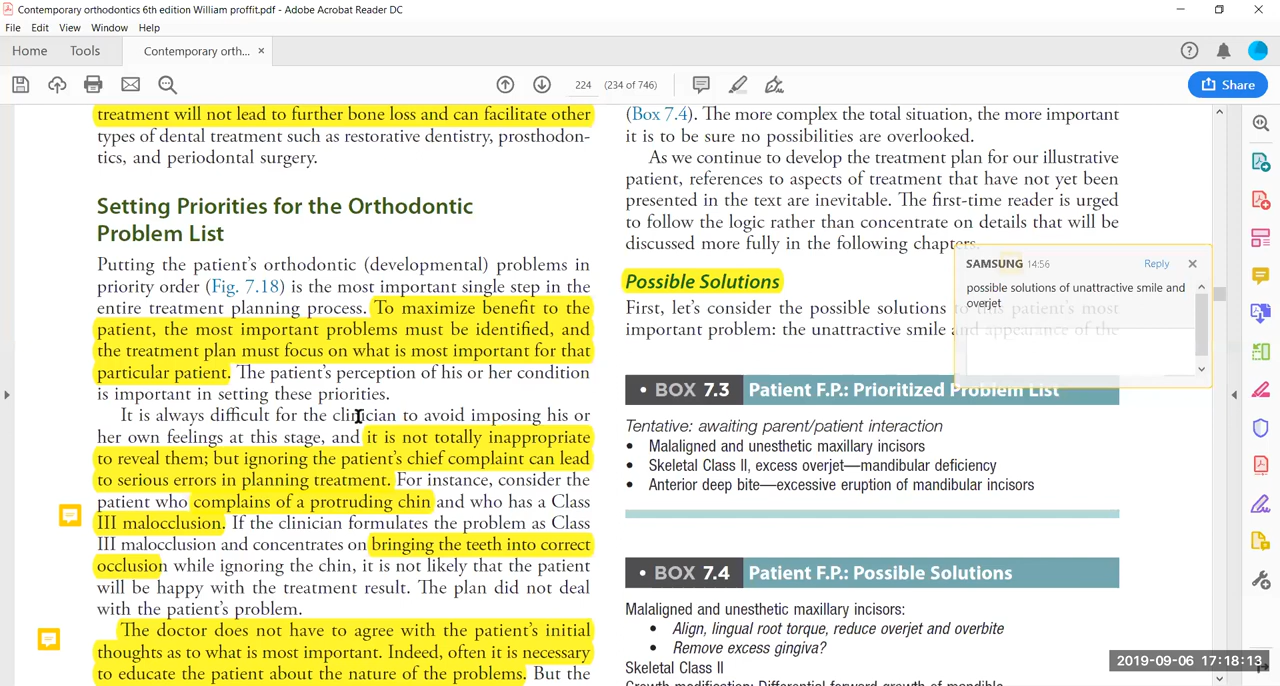 Contemporary orthodontics 6th edition William proffit.pdf - Adobe Acrobat Reader DC
File Edit View Window Help
Home Tools Contemporary orth... ×
224 (234 of 746)
Share
treatment will not lead to further bone loss and can facilitate other
types of dental treatment such as restorative dentistry, prosthodon-
tics, and periodontal surgery.
Setting Priorities for the Orthodontic
Problem List
Putting the patient's orthodontic (developmental) problems in
priority order (Fig. 7.18) is the most important single step in the
entire treatment planning process. To maximize benefit to the
patient, the most important problems must be identified, and
the treatment plan must focus on what is most important for that
particular patient. The patient's perception of his or her condition
is important in setting these priorities.
It is always difficult for the clinician to avoid imposing his or
her own feelings at this stage, and it is not totally inappropriate
to reveal them; but ignoring the patient's chief complaint can lead
to serious errors in planning treatment. For instance, consider the
patient who complains of a protruding chin and who has a Class
III malocclusion. If the clinician formulates the problem as Class
III malocclusion and concentrates on bringing the teeth into correct
occlusion while ignoring the chin, it is not likely that the patient
will be happy with the treatment result. The plan did not deal
with the patient's problem.
The doctor does not have to agree with the patient's initial
thoughts as to what is most important. Indeed, often it is necessary
to educate the patient about the nature of the problems. But the
(Box 7.4). The more complex the total situation, the more important
it is to be sure no possibilities are overlooked.
As we continue to develop the treatment plan for our illustrative
patient, references to aspects of treatment that have not yet been
presented in the text are inevitable. The first-time reader is urged
to follow the logic rather than concentrate on details that will be
discussed more fully in the following chapters.
Possible Solutions
First, let's consider the possible solutions to this patient's most
important problem: the unattractive smile and appearance of the
SAMSUNG 14:56 Reply
possible solutions of unattractive smile and
overjet
• BOX 7.3 Patient F.P.: Prioritized Problem List
Tentative: awaiting parent/patient interaction
• Malaligned and unesthetic maxillary incisors
• Skeletal Class II, excess overjet—mandibular deficiency
• Anterior deep bite—excessive eruption of mandibular incisors
• BOX 7.4 Patient F.P.: Possible Solutions
Malaligned and unesthetic maxillary incisors:
• Align, lingual root torque, reduce overjet and overbite
• Remove excess gingiva?
Skeletal Class II
Growth modification: Differential forward growth of mandible
2019-09-06 17:18:13